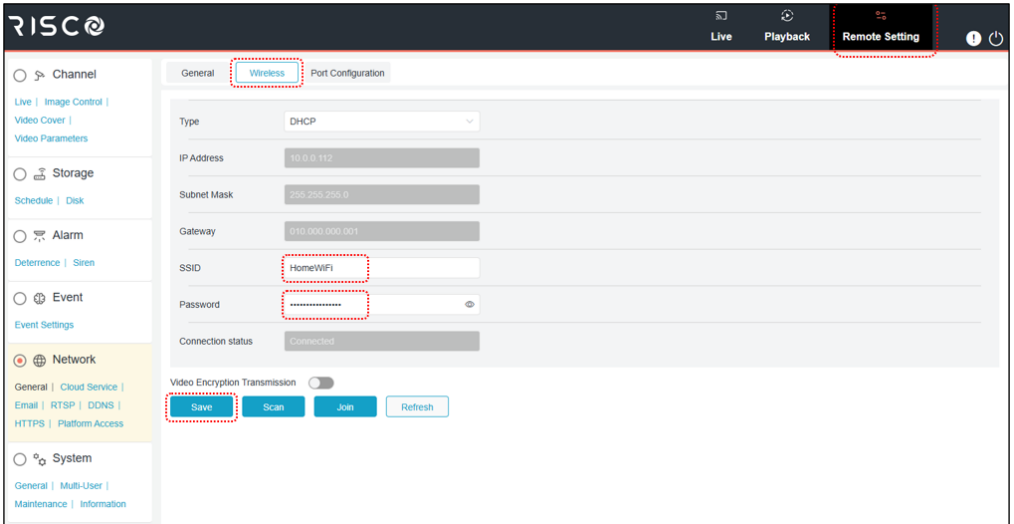 RISCO
Live
Playback
Remote Setting
Channel
Live | Image Control |
Video Cover |
Video Parameters
Storage
Schedule | Disk
Alarm
Deterrence | Siren
Event
Event Settings
Network
General | Cloud Service |
Email | RTSP | DDNS |
HTTPS | Platform Access
System
General | Multi-User |
Maintenance | Information
General
Wireless
Port Configuration
Type
DHCP
IP Address
10.0.0.112
Subnet Mask
255.255.255.0
Gateway
010.000.000.001
SSID
HomeWiFi
Password
••••••••••••••••
Connection status
Connected
Video Encryption Transmission
Save
Scan
Join
Refresh